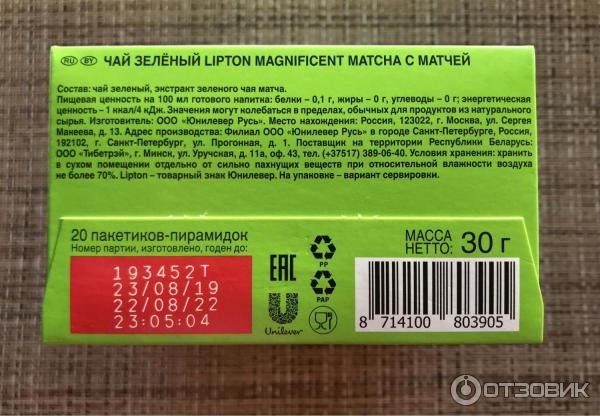 RU BY ЧАЙ ЗЕЛЁНЫЙ LIPTON MAGNIFICENT MATCHA С МАТЧЕЙ
Состав: чай зеленый, экстракт зеленого чая матча.
Пищевая ценность на 100 мл готового напитка: белки – 0,1 г, жиры – 0 г, углеводы – 0 г; энергетическая
ценность – 1 ккал/4 кДж. Значения могут колебаться в пределах, обычных для продуктов из натурального
сырья. Изготовитель: ООО «Юнилевер Русь». Место нахождения: Россия, 123022, г. Москва, ул. Сергея
Макеева, д. 13. Адрес производства: Филиал ООО «Юнилевер Русь» в городе Санкт-Петербурге, Россия,
192102, г. Санкт-Петербург, ул. Прогонная, д. 1. Поставщик на территории Республики Беларусь:
ООО «Тибетрэй», г. Минск, ул. Уручская, д. 11а, оф. 43, тел. (+37517) 389-06-40. Условия хранения: хранить
в сухом помещении отдельно от сильно пахнущих веществ при относительной влажности воздуха
не более 70%. Lipton – товарный знак Юнилевер. На упаковке – вариант сервировки.
20 пакетиков-пирамидок
Номер партии, изготовлено, годен до:
193452T
23/08/19
22/08/22
23:05:04
EAC
Unilever
PP
PAP
МАССА
НЕТТО: 30 г
8 714100 803905
ОТЗОВИК